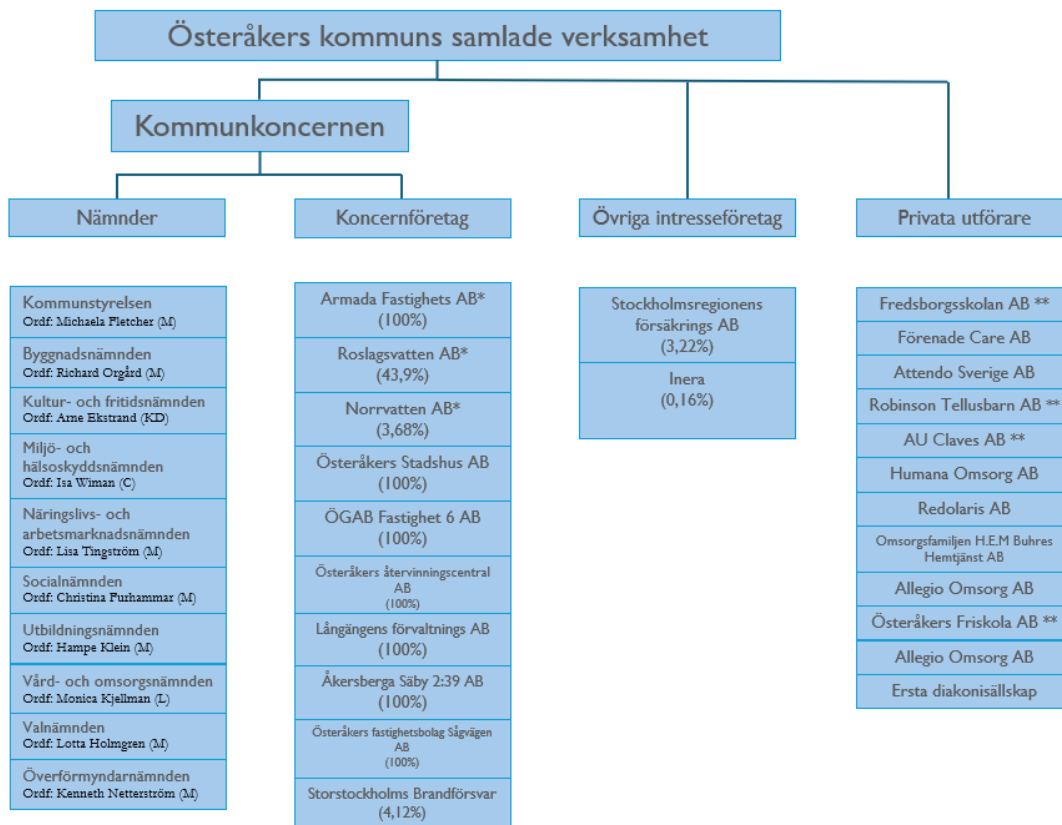 Österåkers kommuns samlade verksamhet
Kommunkoncernen
Nämnder
Koncernföretag
Övriga intresseföretag
Privata utförare
Kommunstyrelsen
Ordf: Michaela Fletcher (M)
Byggnadsnämnden
Ordf: Richard Orgård (M)
Kultur- och fritidsnämnden
Ordf: Arne Ekstrand (KD)
Miljö- och
hälsoskyddsnämnden
Ordf: Isa Wiman (C)
Näringslivs- och
arbetsmarknadsnämnden
Ordf: Lisa Tingström (M)
Socialnämnden
Ordf: Christina Furhammar (M)
Utbildningsnämnden
Ordf: Hampe Klein (M)
Vård- och omsorgsnämnden
Ordf: Monica Kjellman (L)
Valnämnden
Ordf: Lotta Holmgren (M)
Överförmyndarnämnden
Ordf: Kenneth Netterström (M)
Armada Fastighets AB*
(100%)
Roslagsvatten AB*
(43,9%)
Norrvatten AB*
(3,68%)
Österåkers Stadshus AB
(100%)
ÖGAB Fastighet 6 AB
(100%)
Österåkers återvinningscentral
AB
(100%)
Långängens förvaltnings AB
(100%)
Åkersberga Säby 2:39 AB
(100%)
Österåkers fastighetsbolag Sågvägen
AB
(100%)
Storstockholms Brandförsvar
(4,12%)
Stockholmsregionens
försäkrings AB
(3,22%)
Inera
(0,16%)
Fredsborgsskolan AB **
Förenade Care AB
Attendo Sverige AB
Robinson Tellusbarn AB **
AU Claves AB **
Humana Omsorg AB
Redolaris AB
Omsorgsfamiljen H.E.M Buhres
Hemtjänst AB
Allegio Omsorg AB
Österåkers Friskola AB **
Allegio Omsorg AB
Ersta diakonisällskap